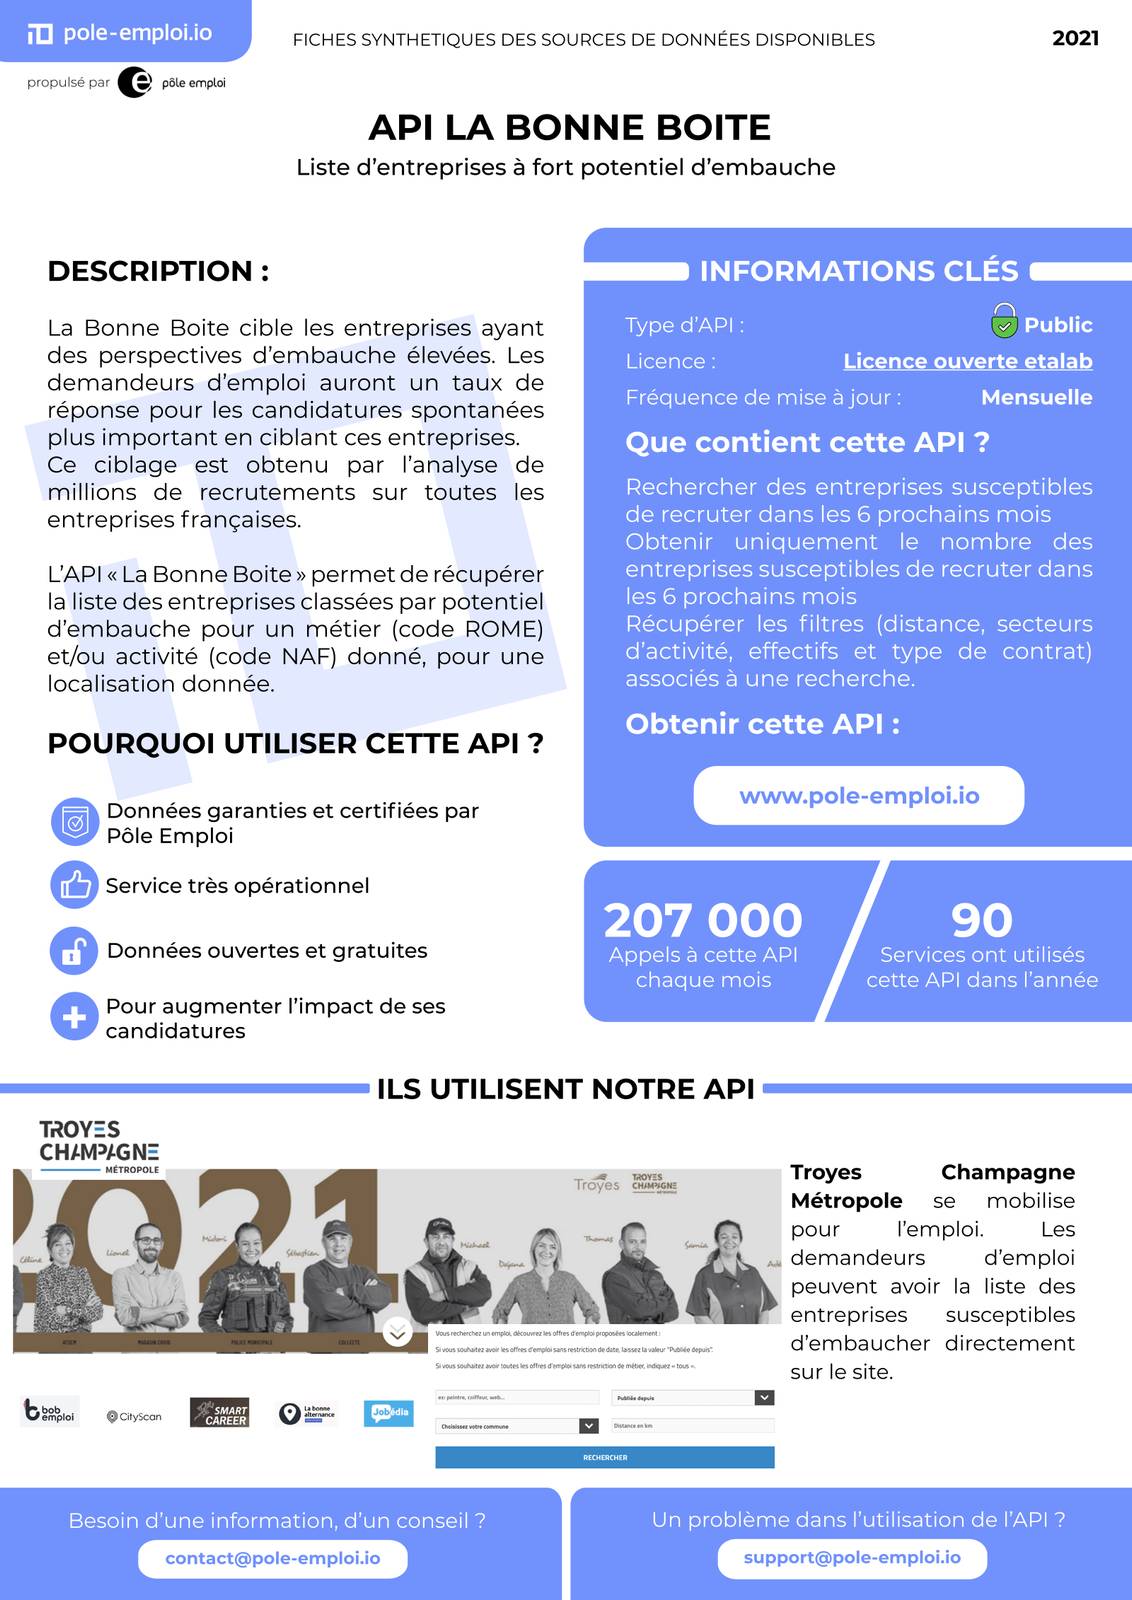 pole-emploi.io
FICHES SYNTHETIQUES DES SOURCES DE DONNÉES DISPONIBLES
2021
propulsé par
pôle emploi
API LA BONNE BOITE
Liste d’entreprises à fort potentiel d’embauche
DESCRIPTION :
La Bonne Boite cible les entreprises ayant
des perspectives d’embauche élevées. Les
demandeurs d’emploi auront un taux de
réponse pour les candidatures spontanées
plus important en ciblant ces entreprises.
Ce ciblage est obtenu par l’analyse de
millions de recrutements sur toutes les
entreprises françaises.
L’API « La Bonne Boite » permet de récupérer
la liste des entreprises classées par potentiel
d’embauche pour un métier (code ROME)
et/ou activité (code NAF) donné, pour une
localisation donnée.
POURQUOI UTILISER CETTE API ?
Données garanties et certifiées par
Pôle Emploi
Service très opérationnel
Données ouvertes et gratuites
Pour augmenter l’impact de ses
candidatures
INFORMATIONS CLÉS
Type d’API :
Public
Licence :
Licence ouverte etalab
Fréquence de mise à jour :
Mensuelle
Que contient cette API ?
Rechercher des entreprises susceptibles
de recruter dans les 6 prochains mois
Obtenir uniquement le nombre des
entreprises susceptibles de recruter dans
les 6 prochains mois
Récupérer les filtres (distance, secteurs
d’activité, effectifs et type de contrat)
associés à une recherche.
Obtenir cette API :
www.pole-emploi.io
207 000
Appels à cette API
chaque mois
90
Services ont utilisés
cette API dans l’année
ILS UTILISENT NOTRE API
TROYES
CHAMPAGNE
MÉTROPOLE
2021
Troyes
TROYES
CHAMPAGNE
Céline
Lionel
Midoni
Sébastien
Michael
Dajana
Thomas
Samia
ATSEM
MAGASIN CAVEO
POLICE MUNICIPALE
COLLECTE
Vous recherchez un emploi, découvrez les offres d'emploi proposées localement :
Si vous souhaitez avoir les offres d'emploi sans restriction de date, laissez la valeur "Publiée depuis".
Si vous souhaitez avoir toutes les offres d'emploi sans restriction de métier, indiquez « tous ».
ex: peintre, coiffeur, web...
Publiée depuis
Choisissez votre commune
Distance en km
RECHERCHER
bob
emploi
CityScan
SMART
CAREER
La bonne
alternance
Jobédia
Troyes Champagne
Métropole se mobilise
pour l’emploi. Les
demandeurs d’emploi
peuvent avoir la liste des
entreprises susceptibles
d’embaucher directement
sur le site.
Besoin d’une information, d’un conseil ?
contact@pole-emploi.io
Un problème dans l’utilisation de l’API ?
support@pole-emploi.io